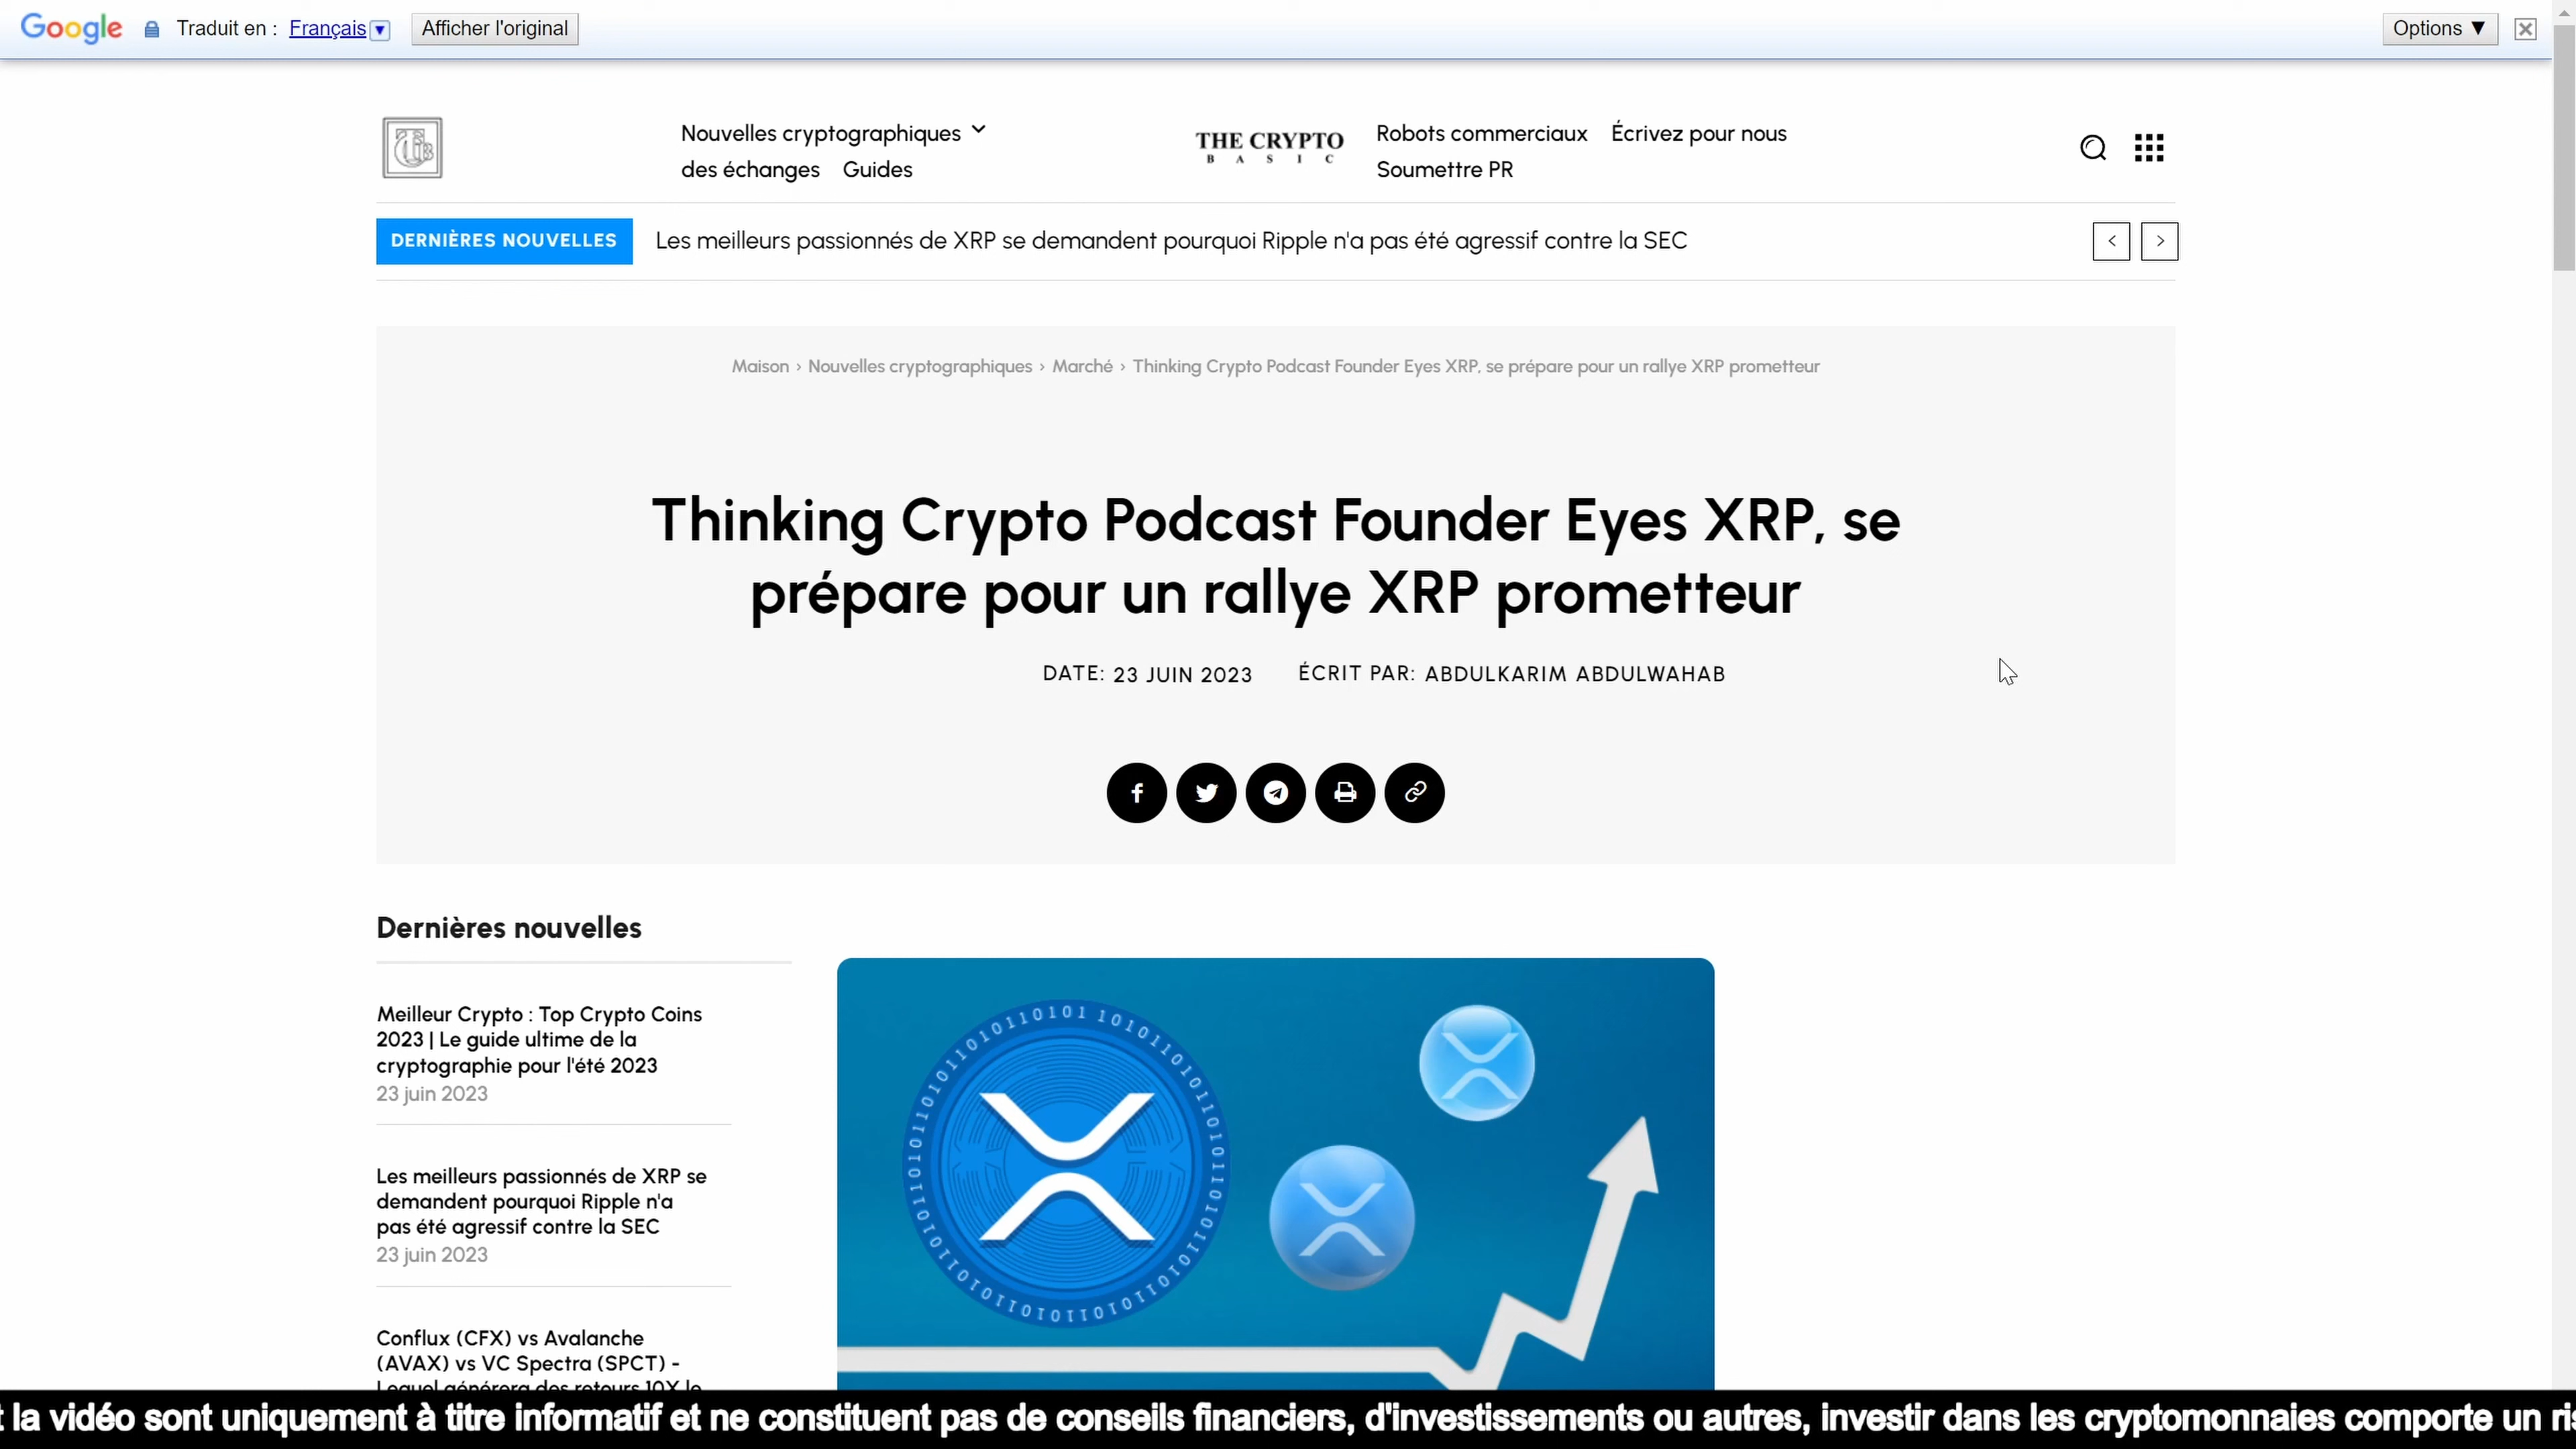 Google Traduit en : Français Afficher l'original Options ▼
Nouvelles cryptographiques
des échanges Guides
THE CRYPTO
BASIC
Robots commerciaux Écrivez pour nous
Soumettre PR
DERNIÈRES NOUVELLES Les meilleurs passionnés de XRP se demandent pourquoi Ripple n'a pas été agressif contre la SEC
Maison › Nouvelles cryptographiques › Marché › Thinking Crypto Podcast Founder Eyes XRP, se prépare pour un rallye XRP prometteur
Thinking Crypto Podcast Founder Eyes XRP, se
prépare pour un rallye XRP prometteur
DATE: 23 JUIN 2023 ÉCRIT PAR: ABDULKARIM ABDULWAHAB
Dernières nouvelles
Meilleur Crypto : Top Crypto Coins
2023 | Le guide ultime de la
cryptographie pour l'été 2023
23 juin 2023
Les meilleurs passionnés de XRP se
demandent pourquoi Ripple n'a
pas été agressif contre la SEC
23 juin 2023
Conflux (CFX) vs Avalanche
(AVAX) vs VC Spectra (SPCT) -
Lequel générera des retours 10X le
la vidéo sont uniquement à titre informatif et ne constituent pas de conseils financiers, d'investissements ou autres, investir dans les cryptomonnaies comporte un